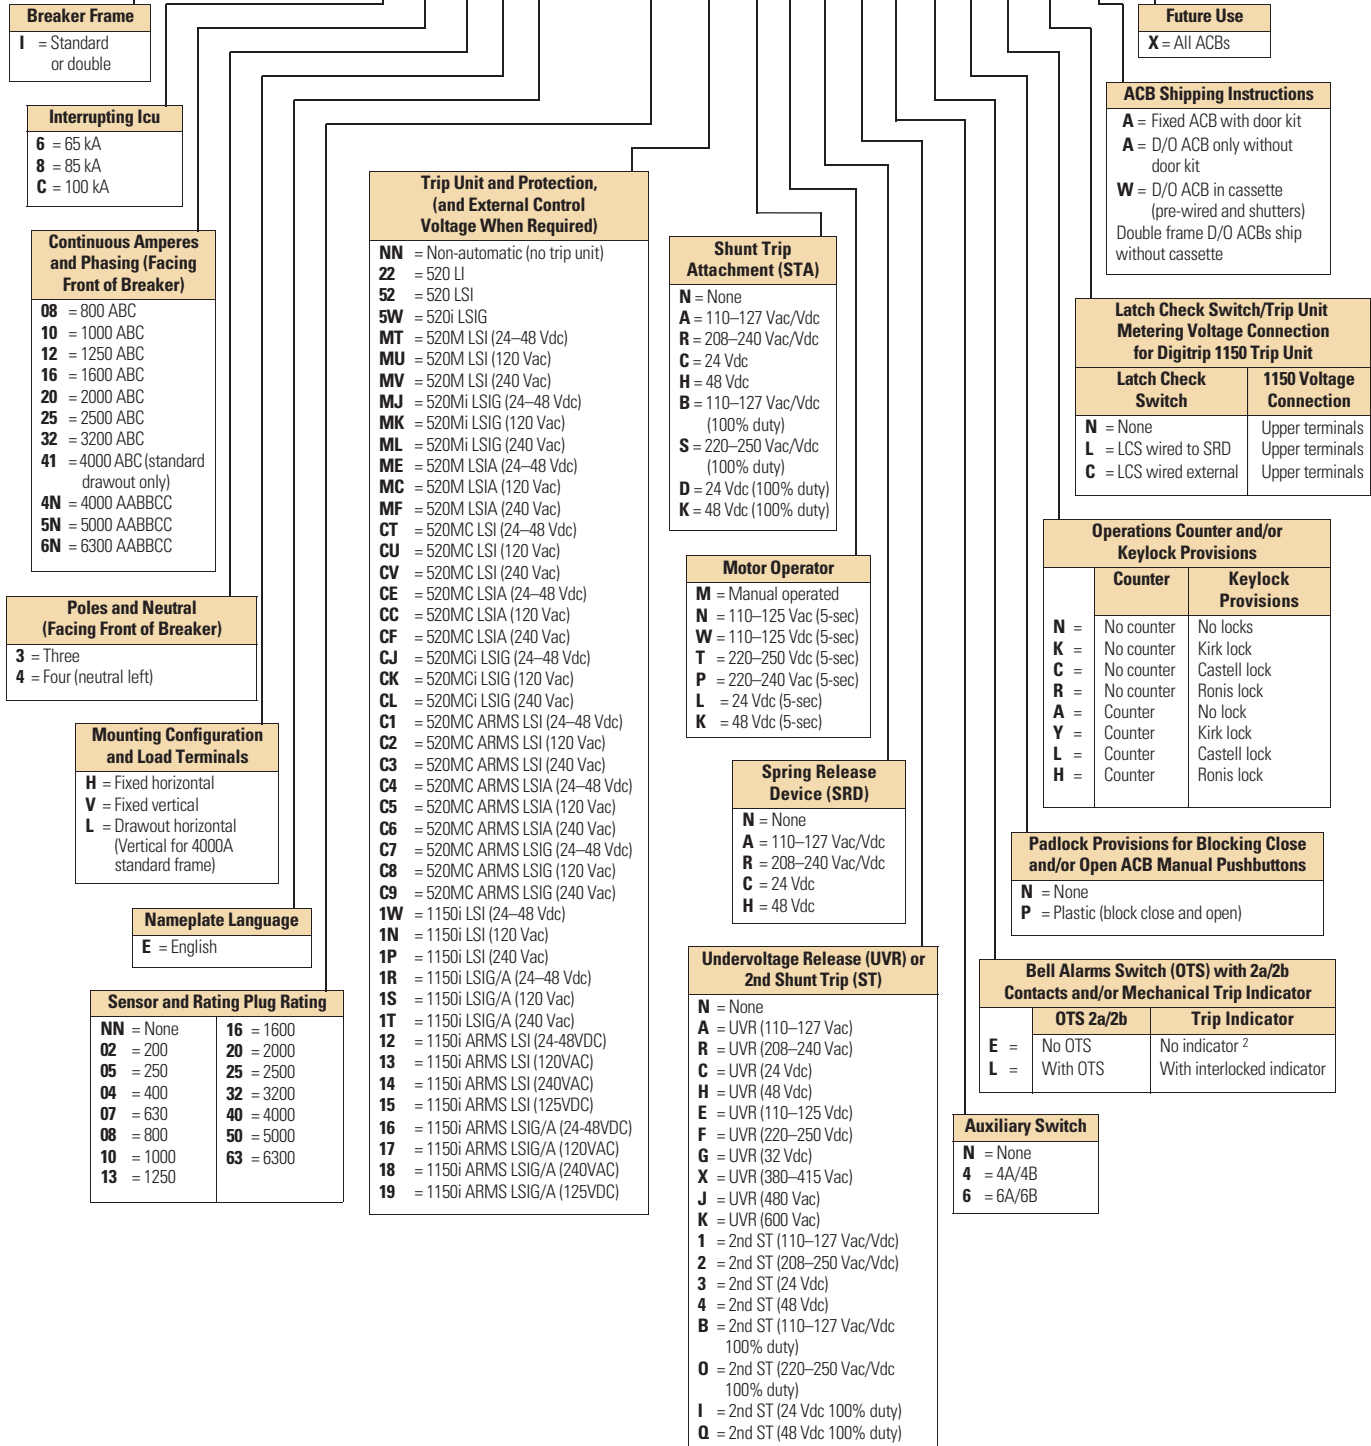 Breaker Frame
I = Standard
or double
Interrupting Icu
6 = 65 kA
8 = 85 kA
C = 100 kA
Continuous Amperes
and Phasing (Facing
Front of Breaker)
08 = 800 ABC
10 = 1000 ABC
12 = 1250 ABC
16 = 1600 ABC
20 = 2000 ABC
25 = 2500 ABC
32 = 3200 ABC
41 = 4000 ABC (standard
drawout only)
4N = 4000 AABBCC
5N = 5000 AABBCC
6N = 6300 AABBCC
Poles and Neutral
(Facing Front of Breaker)
3 = Three
4 = Four (neutral left)
Mounting Configuration
and Load Terminals
H = Fixed horizontal
V = Fixed vertical
L = Drawout horizontal
(Vertical for 4000A
standard frame)
Nameplate Language
E = English
Sensor and Rating Plug Rating
NN = None
02 = 200
05 = 250
04 = 400
07 = 630
08 = 800
10 = 1000
13 = 1250
16 = 1600
20 = 2000
25 = 2500
32 = 3200
40 = 4000
50 = 5000
63 = 6300
Trip Unit and Protection,
(and External Control
Voltage When Required)
NN = Non-automatic (no trip unit)
22 = 520 LI
52 = 520 LSI
5W = 520i LSIG
MT = 520M LSI (24–48 Vdc)
MU = 520M LSI (120 Vac)
MV = 520M LSI (240 Vac)
MJ = 520Mi LSIG (24–48 Vdc)
MK = 520Mi LSIG (120 Vac)
ML = 520Mi LSIG (240 Vac)
ME = 520M LSIA (24–48 Vdc)
MC = 520M LSIA (120 Vac)
MF = 520M LSIA (240 Vac)
CT = 520MC LSI (24–48 Vdc)
CU = 520MC LSI (120 Vac)
CV = 520MC LSI (240 Vac)
CE = 520MC LSIA (24–48 Vdc)
CC = 520MC LSIA (120 Vac)
CF = 520MC LSIA (240 Vac)
CJ = 520MCi LSIG (24–48 Vdc)
CK = 520MCi LSIG (120 Vac)
CL = 520MCi LSIG (240 Vac)
C1 = 520MC ARMS LSI (24–48 Vdc)
C2 = 520MC ARMS LSI (120 Vac)
C3 = 520MC ARMS LSI (240 Vac)
C4 = 520MC ARMS LSIA (24–48 Vdc)
C5 = 520MC ARMS LSIA (120 Vac)
C6 = 520MC ARMS LSIA (240 Vac)
C7 = 520MC ARMS LSIG (24–48 Vdc)
C8 = 520MC ARMS LSIG (120 Vac)
C9 = 520MC ARMS LSIG (240 Vac)
1W = 1150i LSI (24–48 Vdc)
1N = 1150i LSI (120 Vac)
1P = 1150i LSI (240 Vac)
1R = 1150i LSIG/A (24–48 Vdc)
1S = 1150i LSIG/A (120 Vac)
1T = 1150i LSIG/A (240 Vac)
12 = 1150i ARMS LSI (24-48VDC)
13 = 1150i ARMS LSI (120VAC)
14 = 1150i ARMS LSI (240VAC)
15 = 1150i ARMS LSI (125VDC)
16 = 1150i ARMS LSIG/A (24-48VDC)
17 = 1150i ARMS LSIG/A (120VAC)
18 = 1150i ARMS LSIG/A (240VAC)
19 = 1150i ARMS LSIG/A (125VDC)
Shunt Trip
Attachment (STA)
N = None
A = 110–127 Vac/Vdc
R = 208–240 Vac/Vdc
C = 24 Vdc
H = 48 Vdc
B = 110–127 Vac/Vdc
(100% duty)
S = 220–250 Vac/Vdc
(100% duty)
D = 24 Vdc (100% duty)
K = 48 Vdc (100% duty)
Motor Operator
M = Manual operated
N = 110–125 Vac (5-sec)
W = 110–125 Vdc (5-sec)
T = 220–250 Vdc (5-sec)
P = 220–240 Vac (5-sec)
L = 24 Vdc (5-sec)
K = 48 Vdc (5-sec)
Spring Release
Device (SRD)
N = None
A = 110–127 Vac/Vdc
R = 208–240 Vac/Vdc
C = 24 Vdc
H = 48 Vdc
Undervoltage Release (UVR) or
2nd Shunt Trip (ST)
N = None
A = UVR (110–127 Vac)
R = UVR (208–240 Vac)
C = UVR (24 Vdc)
H = UVR (48 Vdc)
E = UVR (110–125 Vdc)
F = UVR (220–250 Vdc)
G = UVR (32 Vdc)
X = UVR (380–415 Vac)
J = UVR (480 Vac)
K = UVR (600 Vac)
1 = 2nd ST (110–127 Vac/Vdc)
2 = 2nd ST (208–250 Vac/Vdc)
3 = 2nd ST (24 Vdc)
4 = 2nd ST (48 Vdc)
B = 2nd ST (110–127 Vac/Vdc
100% duty)
O = 2nd ST (220–250 Vac/Vdc
100% duty)
I = 2nd ST (24 Vdc 100% duty)
Q = 2nd ST (48 Vdc 100% duty)
Future Use
X = All ACBs
ACB Shipping Instructions
A = Fixed ACB with door kit
A = D/O ACB only without
door kit
W = D/O ACB in cassette
(pre-wired and shutters)
Double frame D/O ACBs ship
without cassette
Latch Check Switch/Trip Unit
Metering Voltage Connection
for Digitrip 1150 Trip Unit
Latch Check
Switch
1150 Voltage
Connection
N = None Upper terminals
L = LCS wired to SRD Upper terminals
C = LCS wired external Upper terminals
Operations Counter and/or
Keylock Provisions
Counter
Keylock
Provisions
N = No counter No locks
K = No counter Kirk lock
C = No counter Castell lock
R = No counter Ronis lock
A = Counter No lock
Y = Counter Kirk lock
L = Counter Castell lock
H = Counter Ronis lock
Padlock Provisions for Blocking Close
and/or Open ACB Manual Pushbuttons
N = None
P = Plastic (block close and open)
Bell Alarms Switch (OTS) with 2a/2b
Contacts and/or Mechanical Trip Indicator
OTS 2a/2b Trip Indicator
E = No OTS No indicator 2
L = With OTS With interlocked indicator
Auxiliary Switch
N = None
4 = 4A/4B
6 = 6A/6B